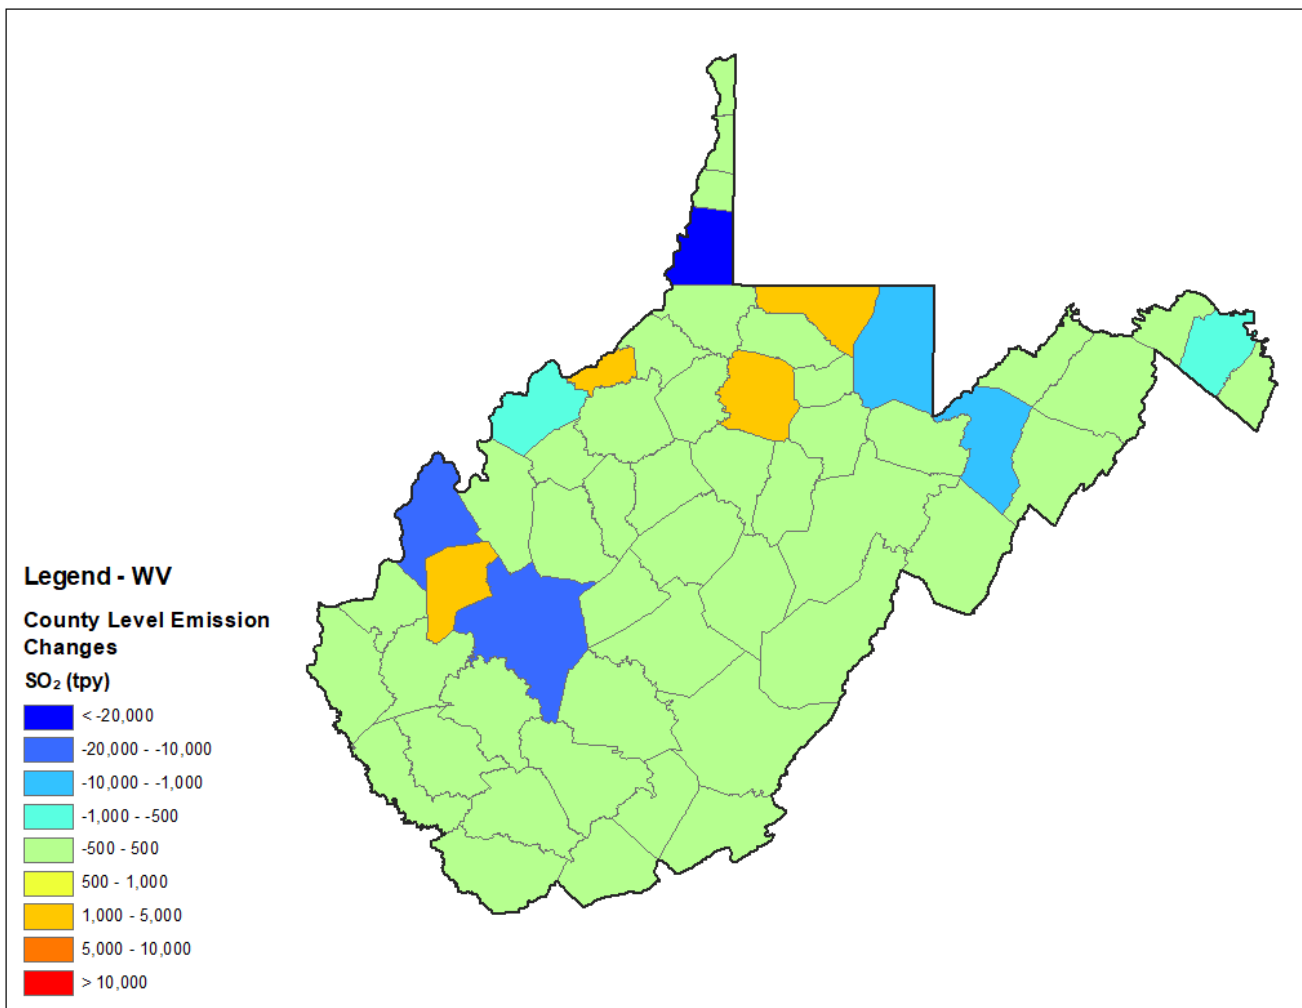 Legend - WV
County Level Emission
Changes
SO₂ (tpy)
< -20,000
-20,000 - -10,000
-10,000 - -1,000
-1,000 - -500
-500 - 500
500 - 1,000
1,000 - 5,000
5,000 - 10,000
> 10,000